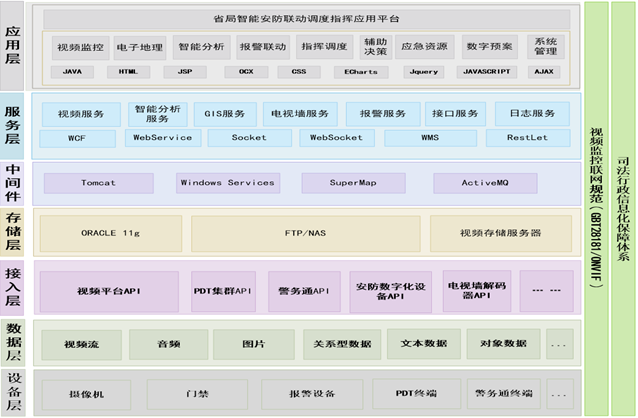 应用层
省局智能安防联动调度指挥应用平台
视频监控 电子地理 智能分析 报警联动 指挥调度 辅助决策 应急资源 数字预案 系统管理
JAVA HTML JSP OCX CSS ECharts Jquery JAVASCRIPT AJAX
服务层
视频服务 智能分析服务 GIS服务 电视墙服务 报警服务 接口服务 日志服务
WCF WebService Socket WebSocket WMS RestLet
中间件
Tomcat Windows Services SuperMap ActiveMQ
存储层
ORACLE 11g FTP/NAS 视频存储服务器
接入层
视频平台API PDT集群API 警务通API 安防数字化设备API 电视墙解码器API ... ...
数据层
视频流 音频 图片 关系型数据 文本数据 对象数据 ...
设备层
摄像机 门禁 报警设备 PDT终端 警务通终端 ...
视频监控联网规范(GBIT28181/ONVIF)
司法行政信息化保障体系